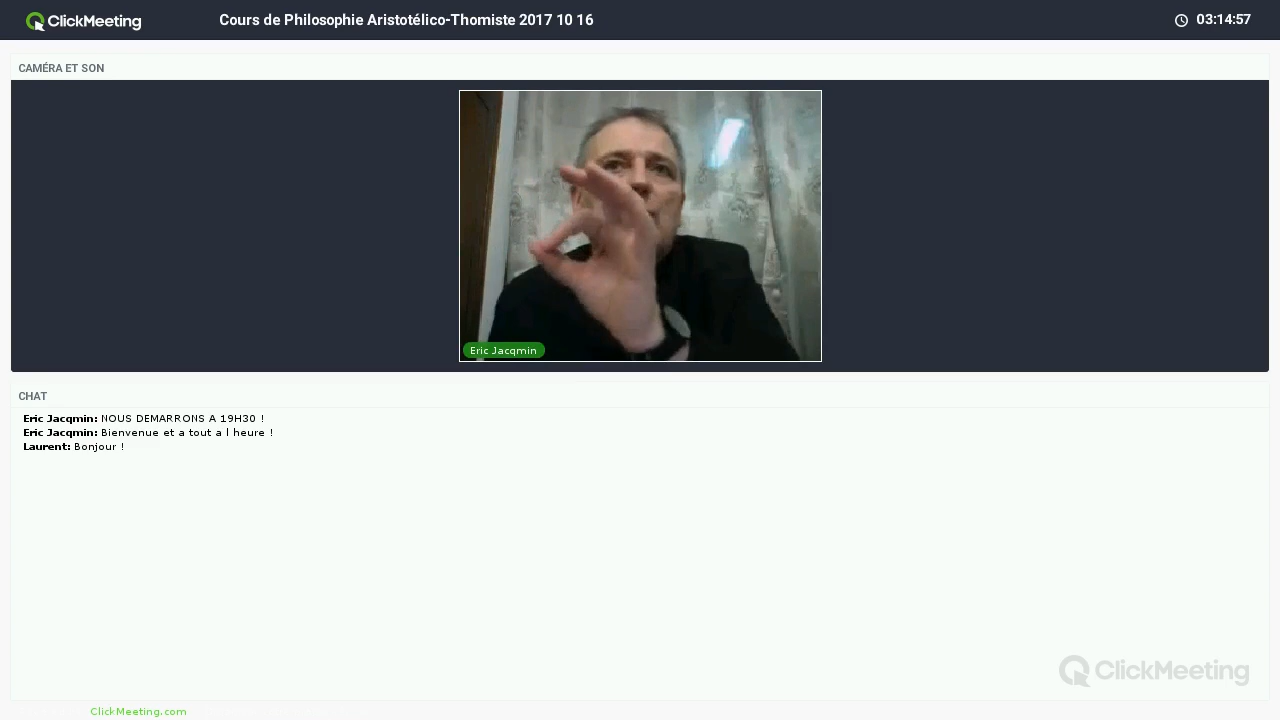 ClickMeeting
Cours de Philosophie Aristotélico-Thomiste 2017 10 16
03:14:57
CAMÉRA ET SON
Eric Jacqmin
CHAT
Eric Jacqmin: NOUS DEMARRONS A 19H30 !
Eric Jacqmin: Bienvenue et a tout a l heure !
Laurent: Bonjour !
ClickMeeting
ClickMeeting.com